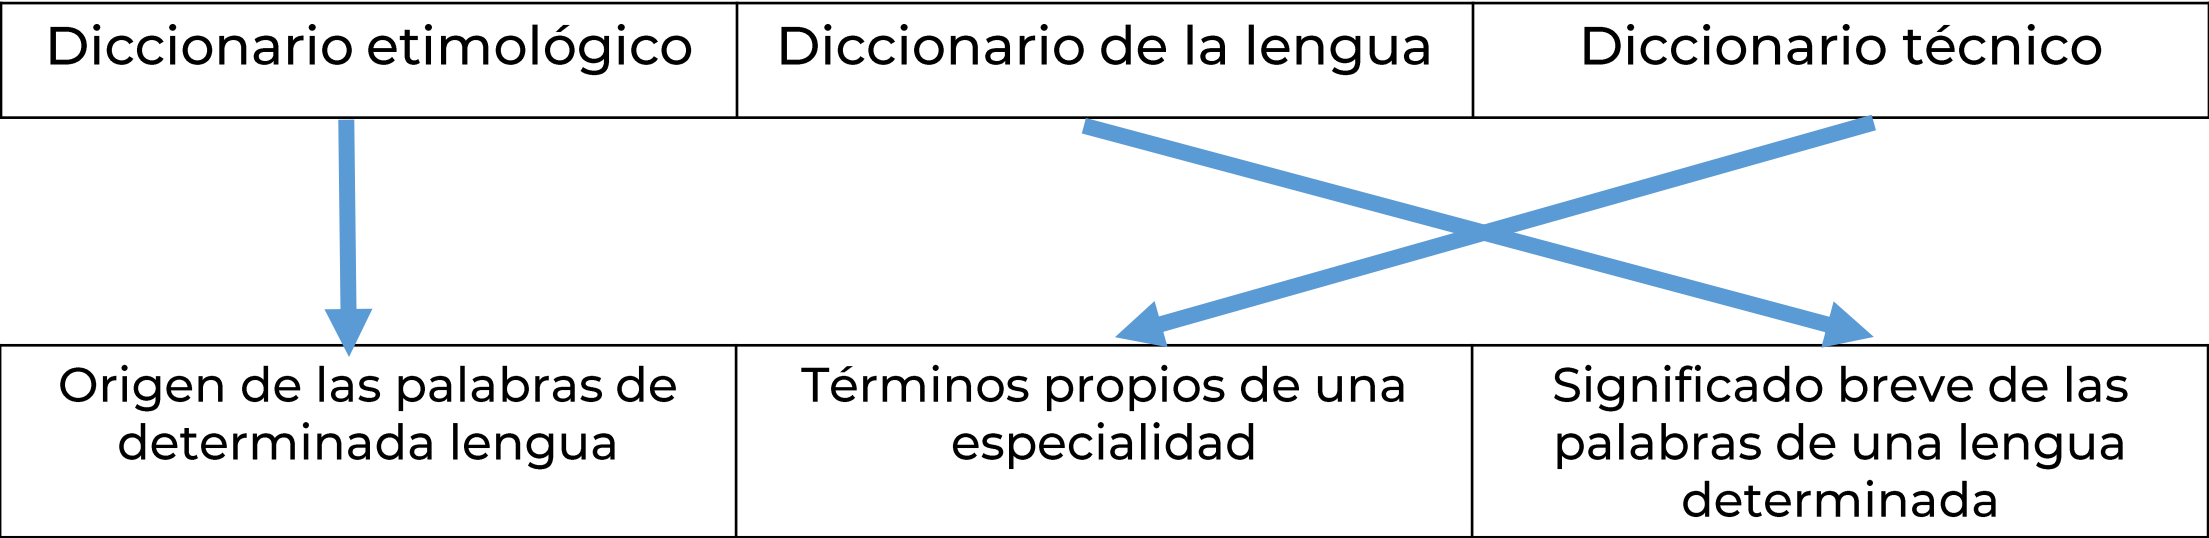 Diccionario etimológico
Diccionario de la lengua
Diccionario técnico
Origen de las palabras de
determinada lengua
Términos propios de una
especialidad
Significado breve de las
palabras de una lengua
determinada